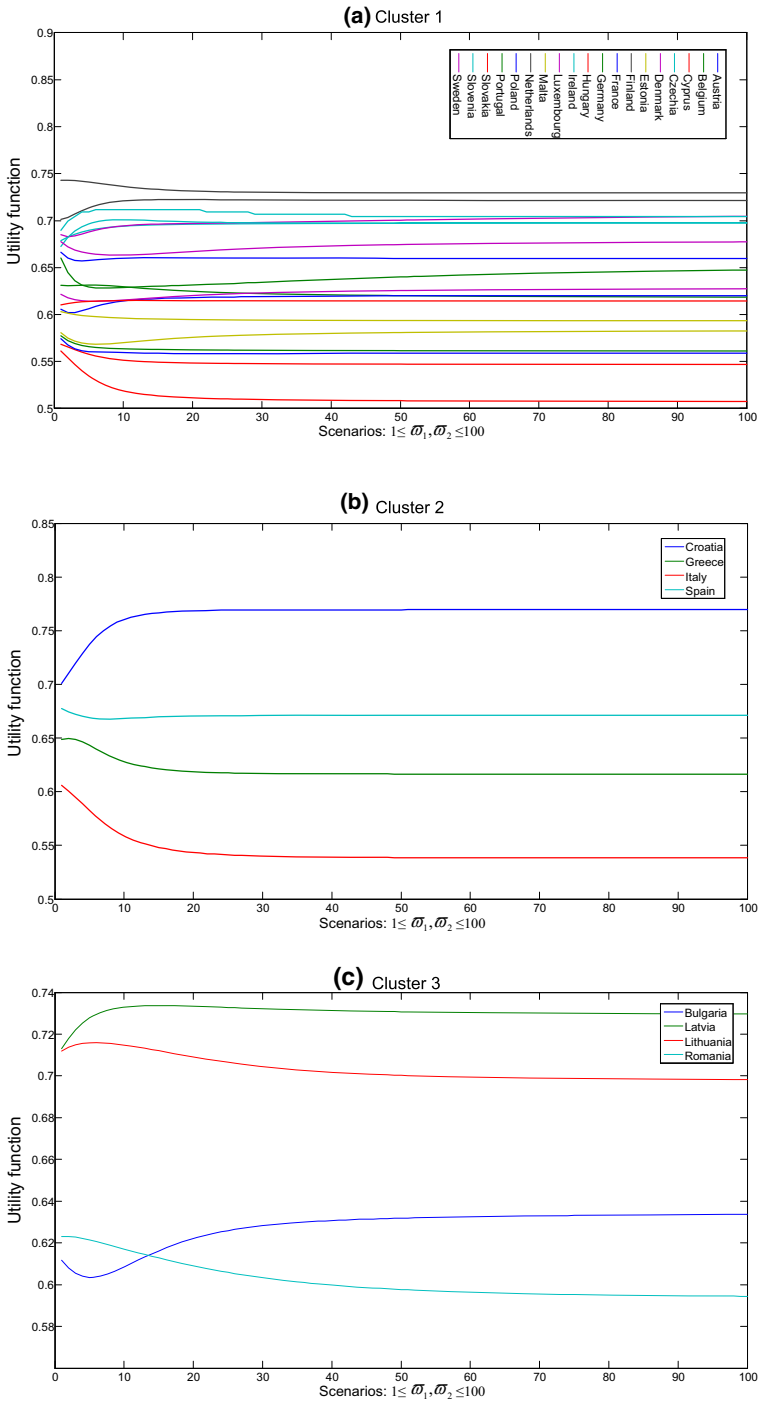 (a) Cluster 1
0.9
0.85
0.8
0.75
0.7
0.65
0.6
0.55
0.5
Utility function
Sweden
Slovenia
Slovakia
Portugal
Poland
Netherlands
Malta
Luxembourg
Ireland
Hungary
Germany
France
Finland
Estonia
Denmark
Czechia
Cyprus
Belgium
Austria
0 10 20 30 40 50 60 70 80 90 100
Scenarios: 1≤ ϖ₁,ϖ₂ ≤100
(b) Cluster 2
0.85
0.8
0.75
0.7
0.65
0.6
0.55
0.5
Utility function
Croatia
Greece
Italy
Spain
0 10 20 30 40 50 60 70 80 90 100
Scenarios: 1≤ ϖ₁,ϖ₂ ≤100
(c) Cluster 3
0.74
0.72
0.7
0.68
0.66
0.64
0.62
0.6
0.58
Utility function
Bulgaria
Latvia
Lithuania
Romania
0 10 20 30 40 50 60 70 80 90 100
Scenarios: 1≤ ϖ₁,ϖ₂ ≤100